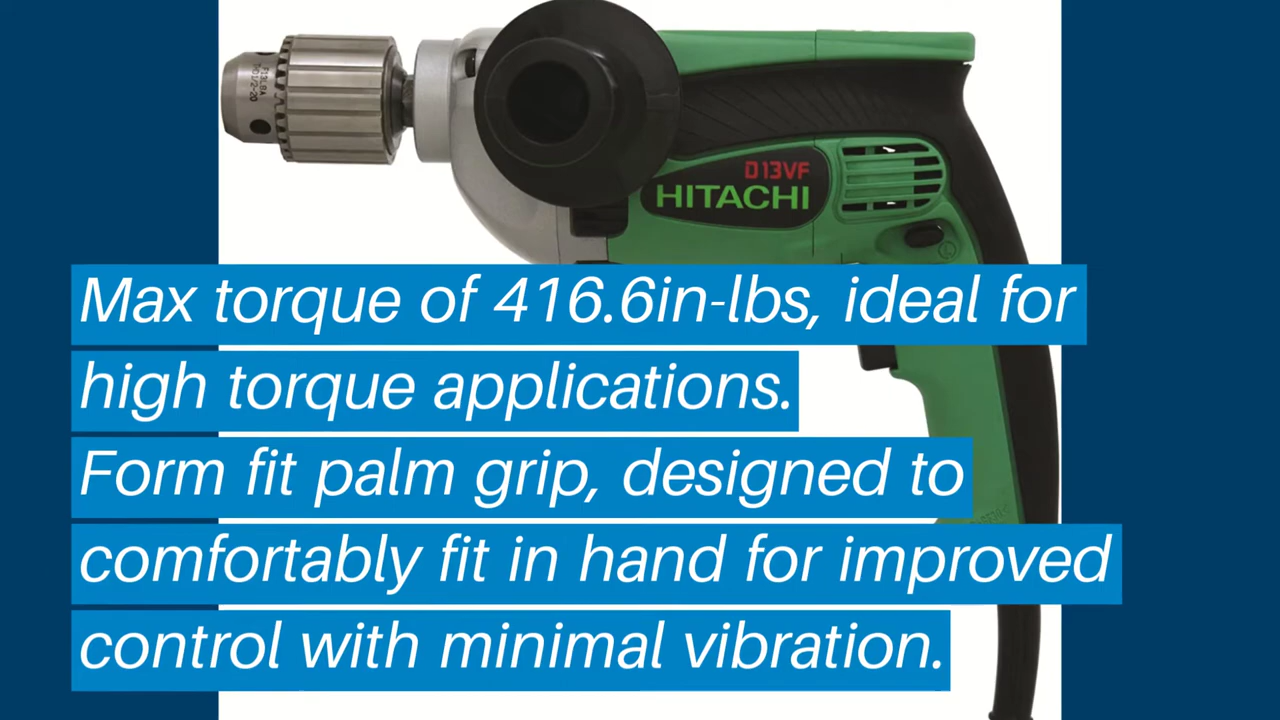 D13VF
HITACHI
Max torque of 416.6in-lbs, ideal for
high torque applications.
Form fit palm grip, designed to
comfortably fit in hand for improved
control with minimal vibration.